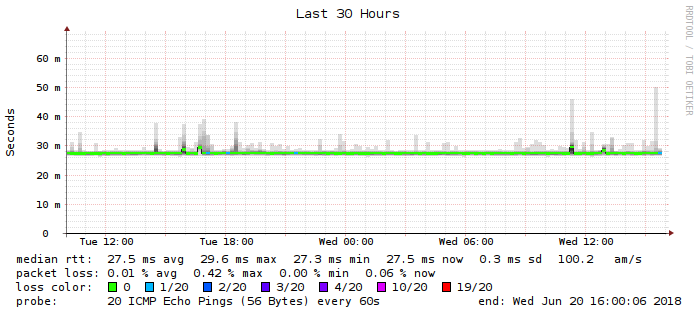 Last 30 Hours
RRDTOOL / TOBI OETIKER
Seconds
60 m
50 m
40 m
30 m
20 m
10 m
0
Tue 12:00 Tue 18:00 Wed 00:00 Wed 06:00 Wed 12:00
median rtt: 27.5 ms avg 29.6 ms max 27.3 ms min 27.5 ms now 0.3 ms sd 100.2 am/s
packet loss: 0.01 % avg 0.42 % max 0.00 % min 0.06 % now
loss color: 0 1/20 2/20 3/20 4/20 10/20 19/20
probe: 20 ICMP Echo Pings (56 Bytes) every 60s end: Wed Jun 20 16:00:06 2018